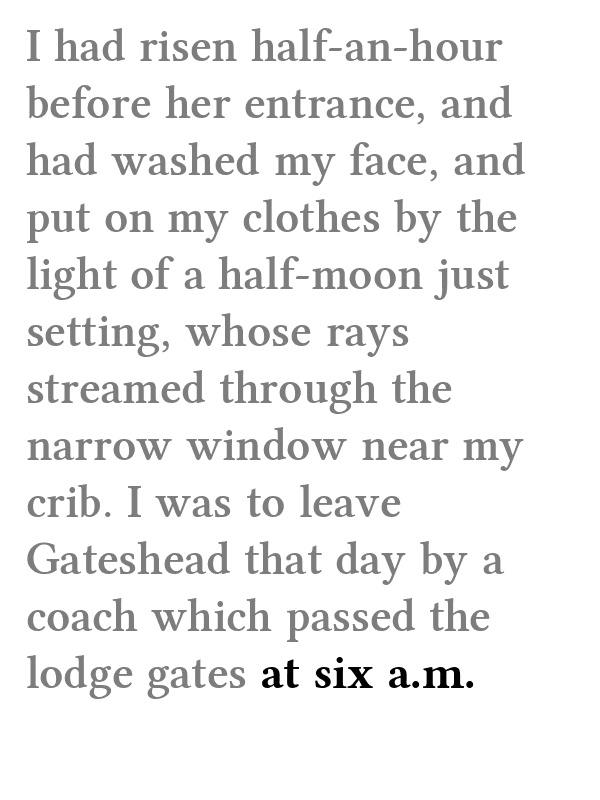 I had risen half-an-hour
before her entrance, and
had washed my face, and
put on my clothes by the
light of a half-moon just
setting, whose rays
streamed through the
narrow window near my
crib. I was to leave
Gateshead that day by a
coach which passed the
lodge gates at six a.m.